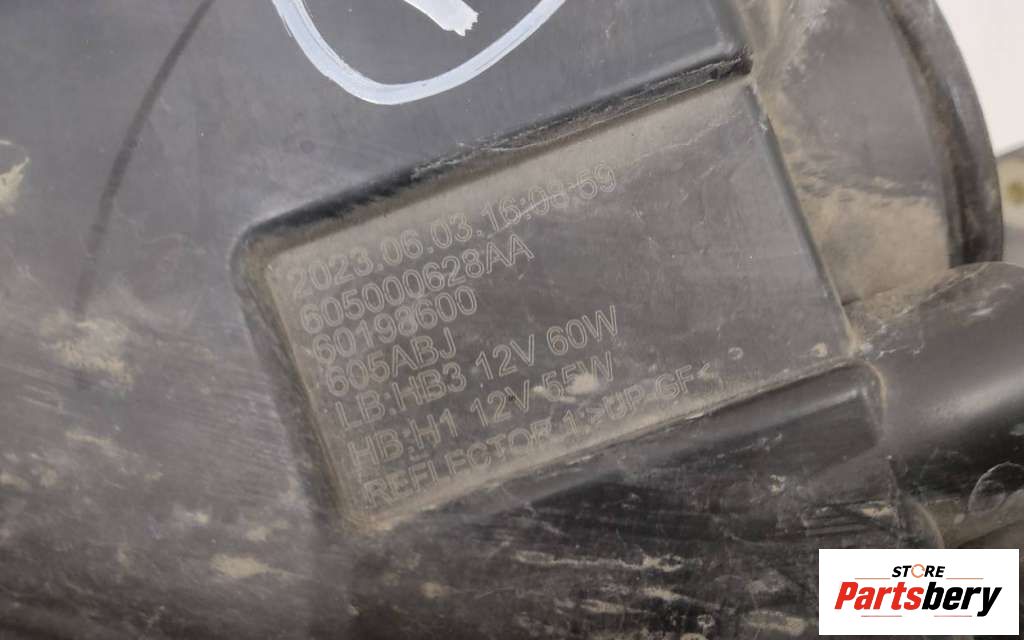 2023.06.03.16:08:59
605000628AA
60198600
605ABJ
LB:HB3 12V 60W
HB:H1 12V 55W
REFLECTOR 1:>UP-GF<
STORE
Partsbery